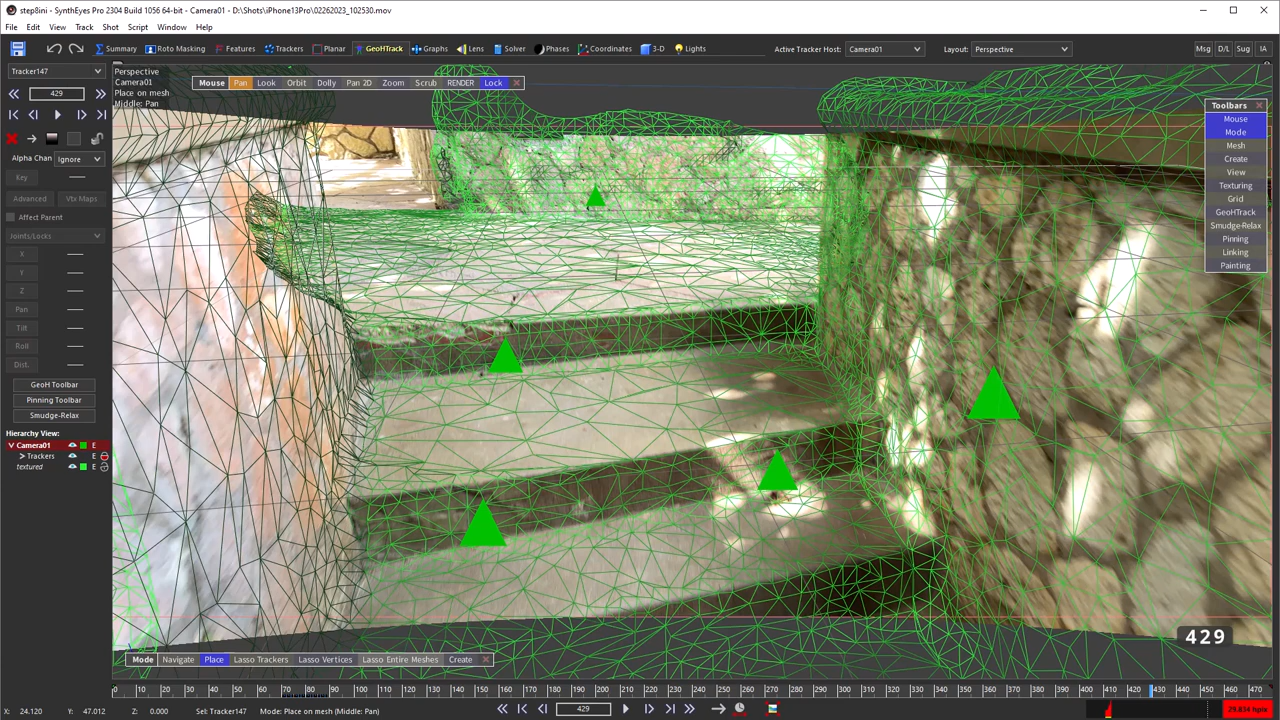 step8ini - SynthEyes Pro 2304 Build 1056 64-bit - Camera01 - D:\Shots\iPhone13Pro\02262023_102530.mov
File Edit View Track Shot Script Window Help
Summary Roto Masking Features Trackers Planar GeoHTrack Graphs Lens Solver Phases Coordinates 3-D Lights Active Tracker Host: Camera01 Layout: Perspective Msg D/L Sug IA
Tracker147
429
Alpha Chan Ignore
Key
Advanced Vtx Maps
Affect Parent
Joints/Locks
X
Y
Z
Pan
Tilt
Roll
Dist.
GeoH Toolbar
Pinning Toolbar
Smudge-Relax
Hierarchy View:
Camera01 E
Trackers E
textured E
Perspective
Camera01
Place on mesh
Middle: Pan
Mouse Pan Look Orbit Dolly Pan 2D Zoom Scrub RENDER Lock
Toolbars
Mouse
Mode
Mesh
Create
View
Texturing
Grid
GeoHTrack
Smudge-Relax
Pinning
Linking
Painting
429
Mode Navigate Place Lasso Trackers Lasso Vertices Lasso Entire Meshes Create
0 10 20 30 40 50 60 70 80 90 100 110 120 130 140 150 160 170 180 190 200 210 220 230 240 250 260 270 280 290 300 310 320 330 340 350 360 370 380 390 400 410 420 430 440 450 460 470
X: 24.120 Y: 47.012 Z: 0.000 Sel: Tracker147 Mode: Place on mesh (Middle: Pan) 429 29.834 hpix